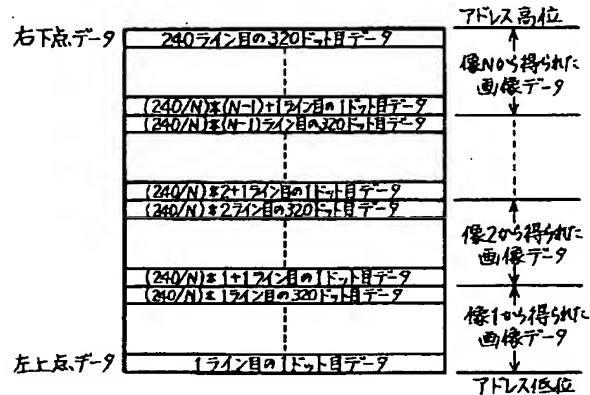 アドレス高位
右下点データ
240ライン目の320ドット目データ
像Nから得られた
画像データ
(240/N)*(N-1)+1ライン目の1ドット目データ
(240/N)*(N-1)ライン目の320ドット目データ
(240/N)*2+1ライン目の1ドット目データ
(240/N)*2ライン目の320ドット目データ
像2から得られた
画像データ
(240/N)*1+1ライン目の1ドット目データ
(240/N)*1ライン目の320ドット目データ
像1から得られた
画像データ
左上点データ
1ライン目の1ドット目データ
アドレス低位